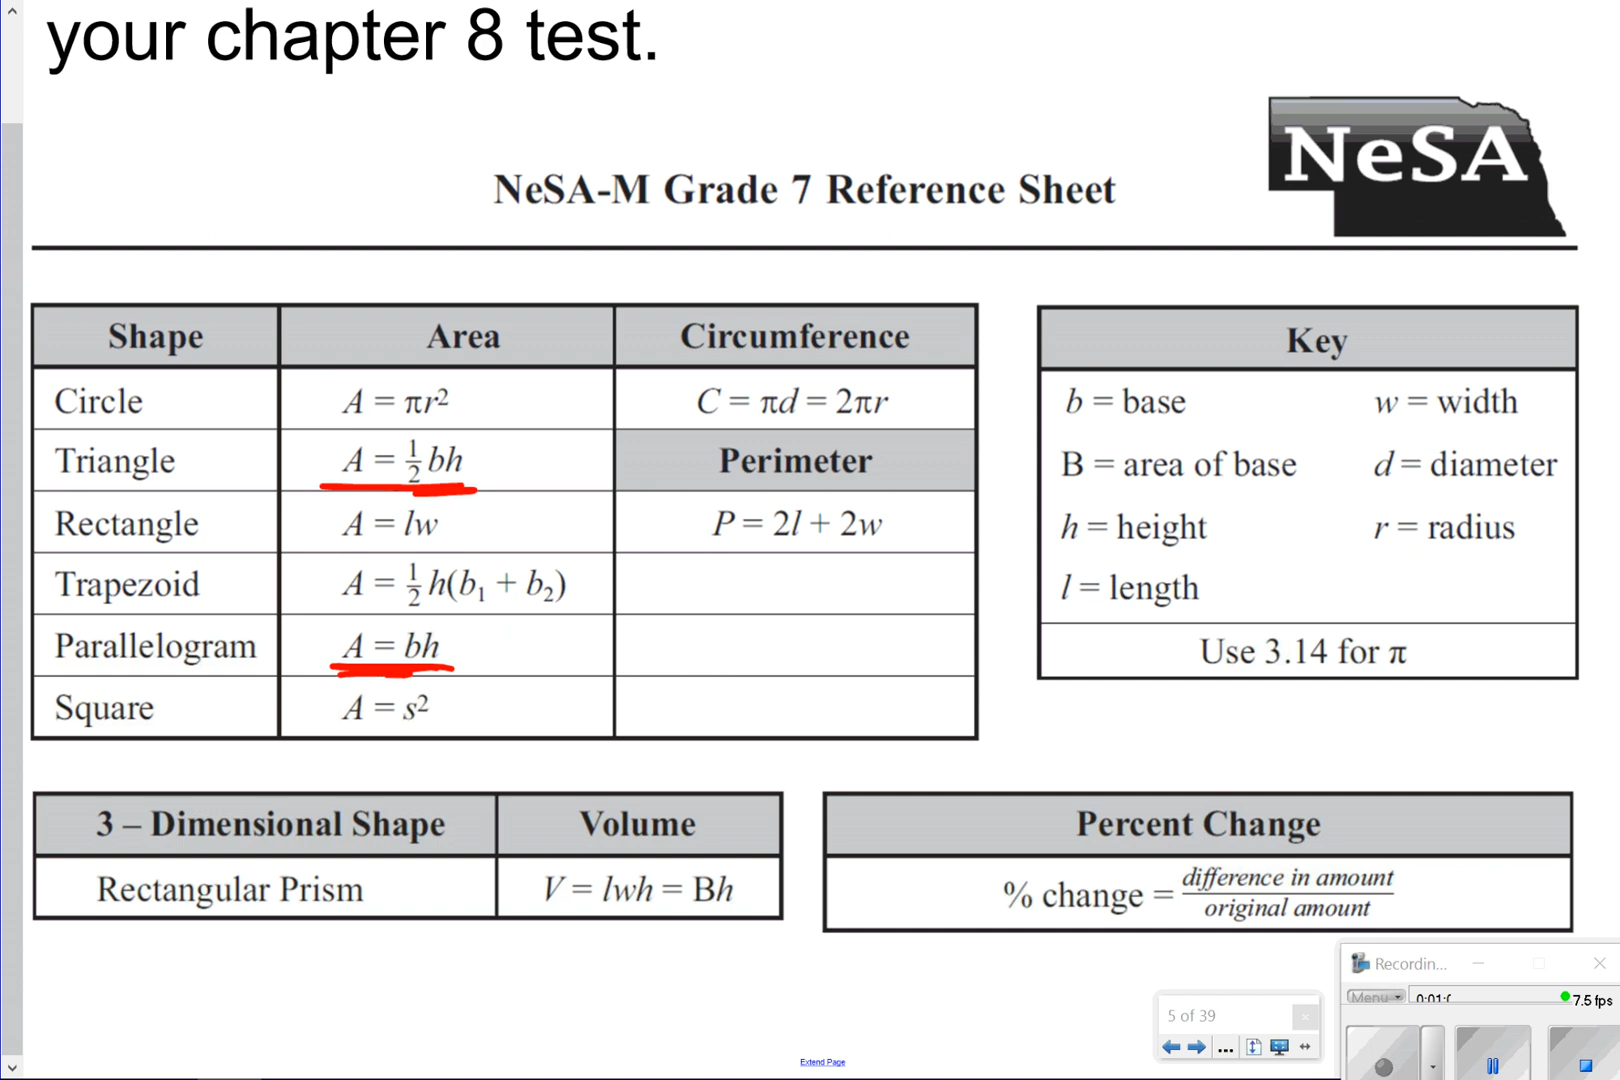 your chapter 8 test.
NeSA
NeSA-M Grade 7 Reference Sheet
Shape Area Circumference
Circle A = πr² C = πd = 2πr
Triangle A = ½bh Perimeter
Rectangle A = lw P = 2l + 2w
Trapezoid A = ½h(b₁ + b₂)
Parallelogram A = bh
Square A = s²
Key
b = base w = width
B = area of base d = diameter
h = height r = radius
l = length
Use 3.14 for π
3 – Dimensional Shape Volume
Rectangular Prism V = lwh = Bh
Percent Change
% change = difference in amount / original amount
Recordin...
Menu
7.5 fps
5 of 39
...
Extend Page